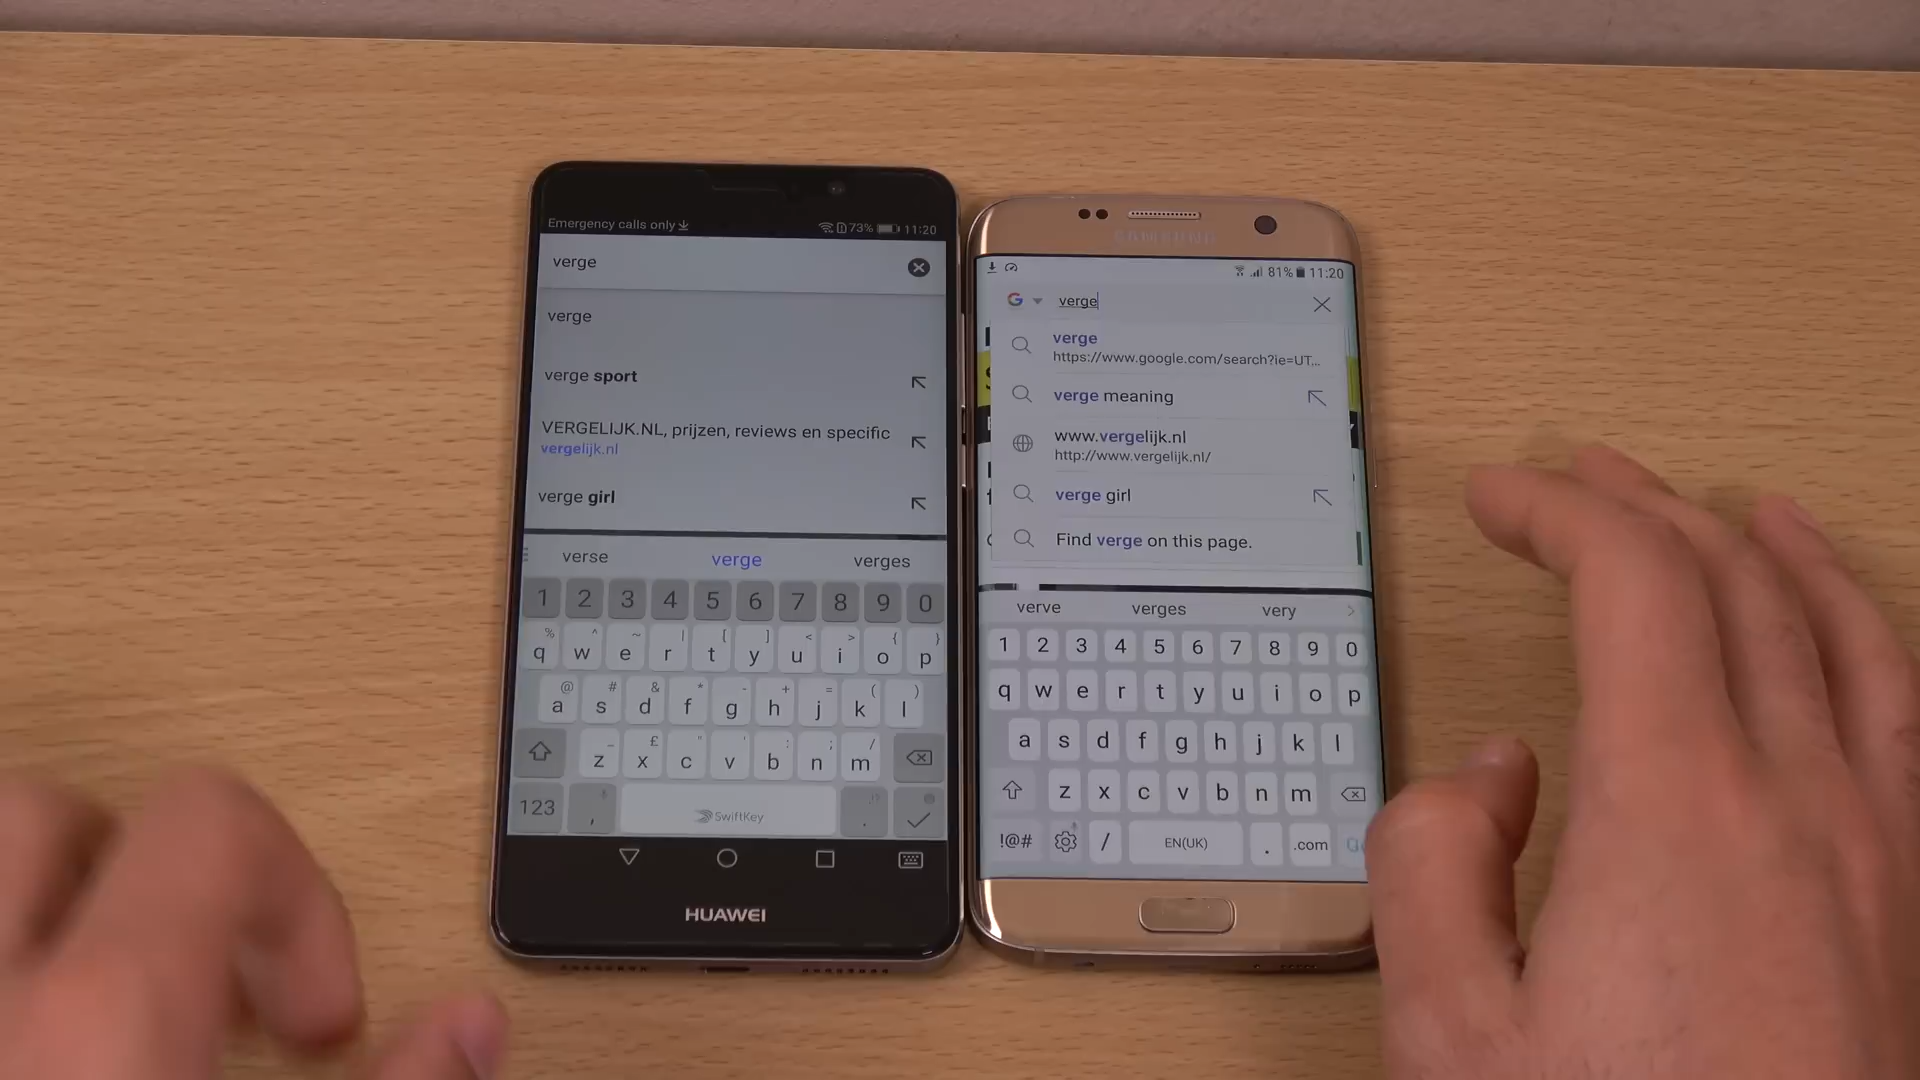 Emergency calls only
73% 11:20
verge
verge
verge sport
VERGELIJK.NL, prijzen, reviews en specific
vergelijk.nl
verge girl
verse verge verges
1 2 3 4 5 6 7 8 9 0
% ^ ~ | [ ] < > { }
q w e r t y u i o p
@ # & * - + = ( )
a s d f g h j k l
_ £ " ' : ; /
z x c v b n m
123 , SwiftKey . !?
HUAWEI
SAMSUNG
81% 11:20
G verge
verge
https://www.google.com/search?ie=UT...
verge meaning
www.vergelijk.nl
http://www.vergelijk.nl/
verge girl
Find verge on this page.
verve verges very >
1 2 3 4 5 6 7 8 9 0
q w e r t y u i o p
a s d f g h j k l
z x c v b n m
!@# / EN(UK) . .com